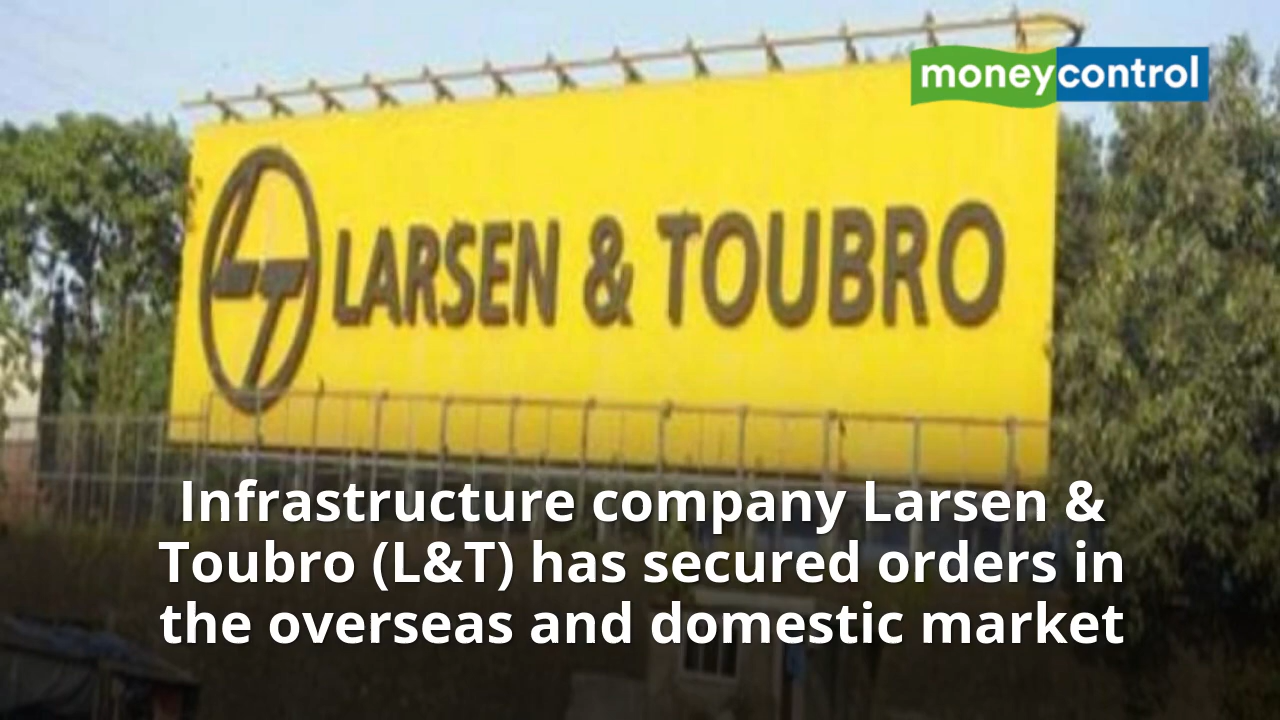 moneycontrol
LARSEN & TOUBRO
Infrastructure company Larsen &
Toubro (L&T) has secured orders in
the overseas and domestic market